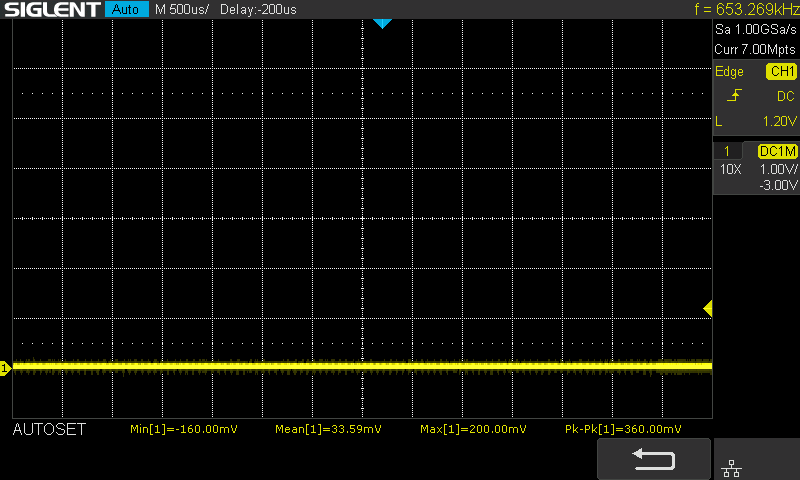 SIGLENT Auto M 500us/ Delay:-200us f = 653.269kHz
Sa 1.00GSa/s
Curr 7.00Mpts
Edge CH1
DC
L 1.20V
1 DC1M
10X 1.00V/
-3.00V
1
AUTOSET Min[1]=-160.00mV Mean[1]=33.59mV Max[1]=200.00mV Pk-Pk[1]=360.00mV